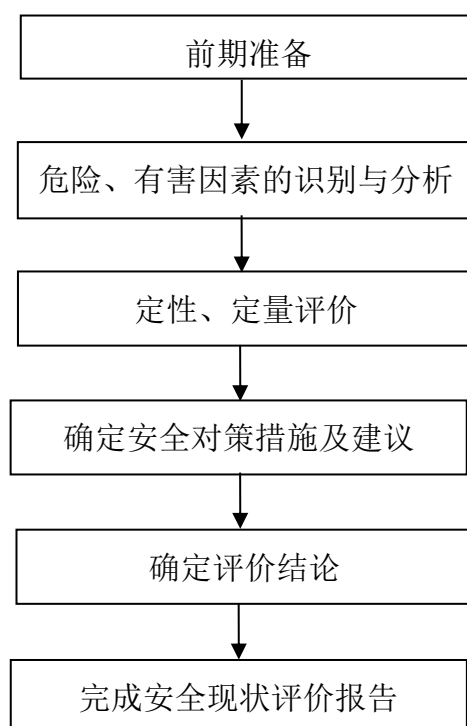 前期准备
危险、有害因素的识别与分析
定性、定量评价
确定安全对策措施及建议
确定评价结论
完成安全现状评价报告